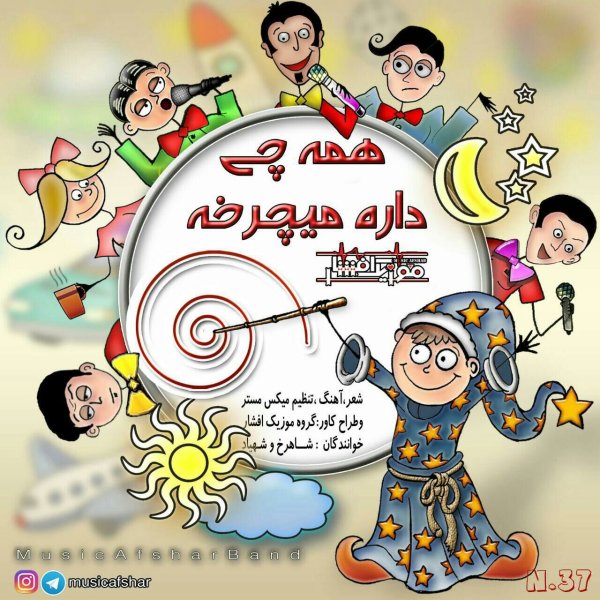 همه چی
داره میچرخه
موزیک افشار
شعر،آهنگ ،تنظیم میکس مستر
وطراح کاور:گروه موزیک افشار
خوانندگان : شاهرخ و شهیاد
MusicAfsharBand
musicafshar
N.37